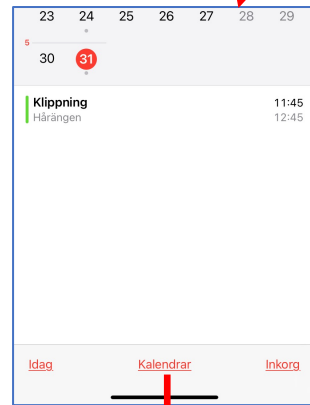 23 24 25 26 27 28 29
5
30 31
Klippning 11:45
Hårängen 12:45
Idag Kalendrar Inkorg